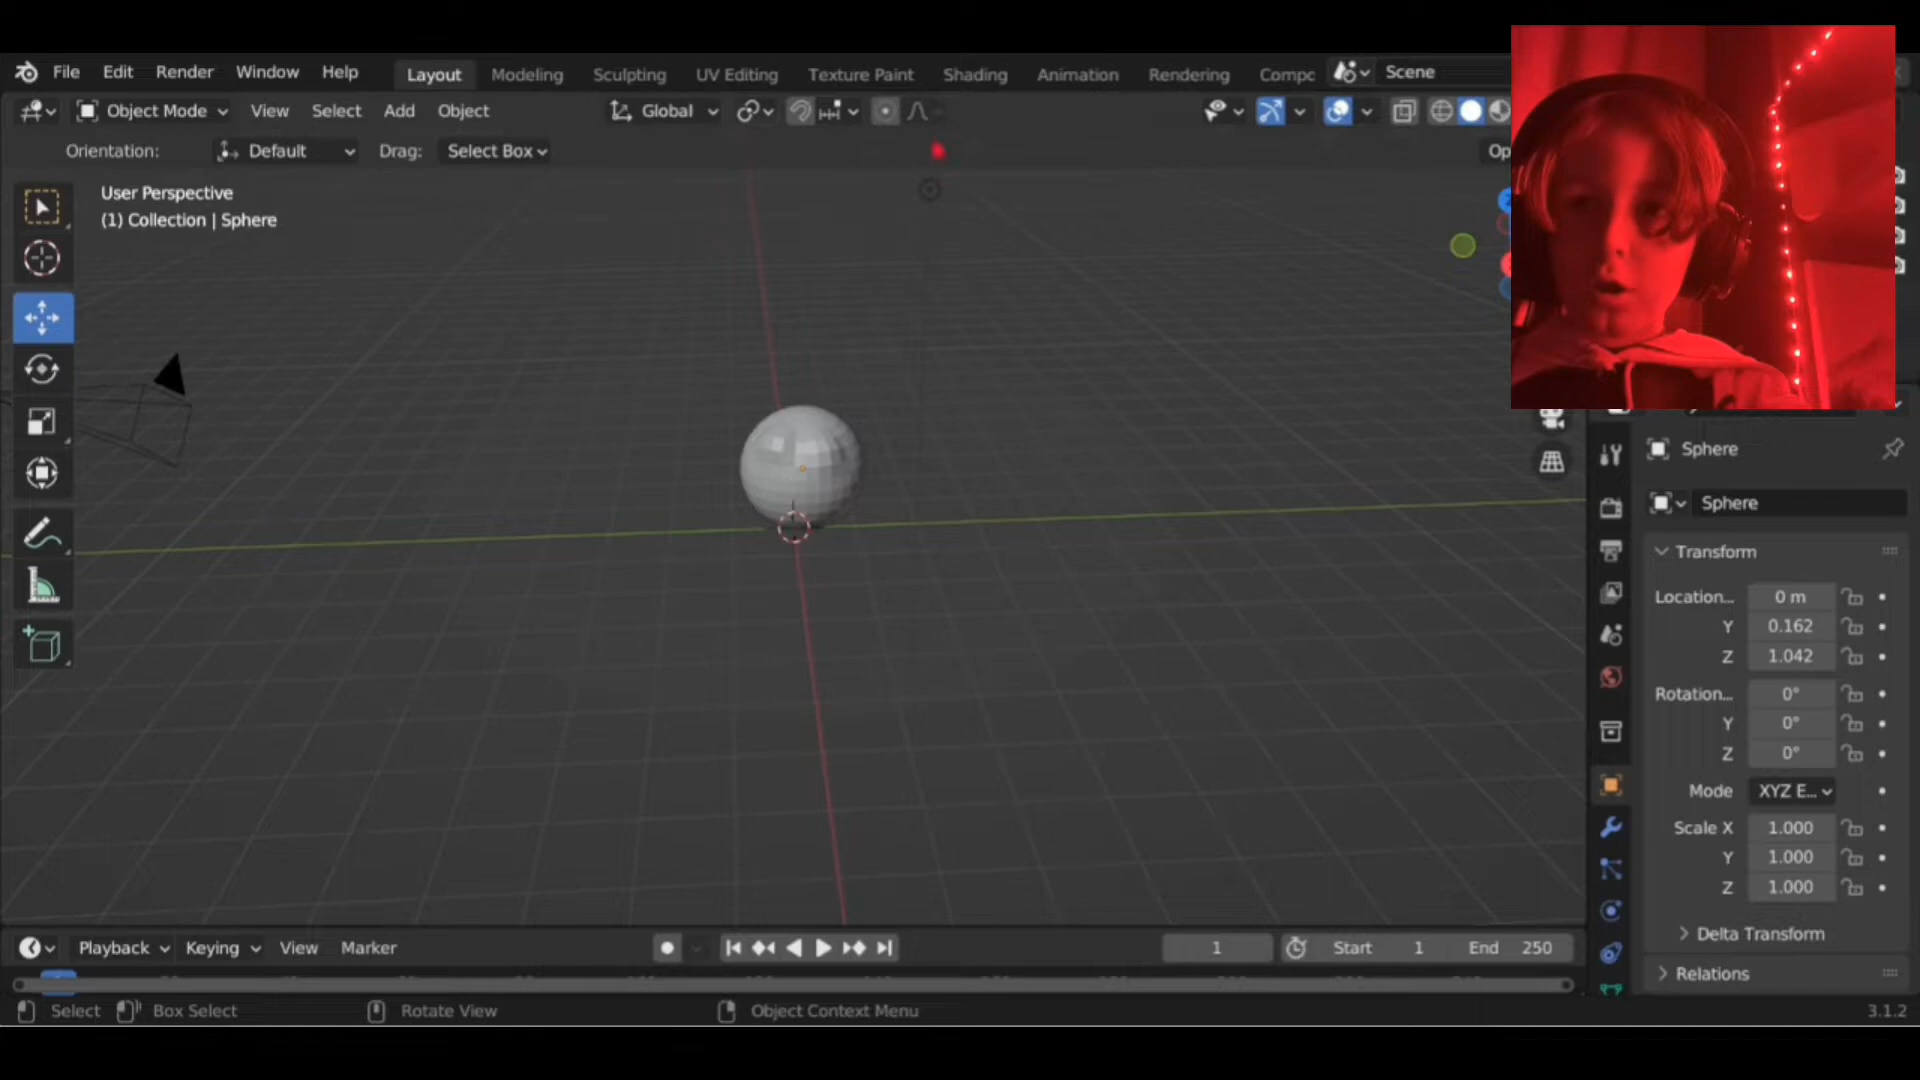 File Edit Render Window Help Layout Modeling Sculpting UV Editing Texture Paint Shading Animation Rendering Compc Scene
Object Mode View Select Add Object Global
Orientation: Default Drag: Select Box Op
User Perspective
(1) Collection | Sphere
Sphere
Sphere
Transform
Location... 0 m
Y 0.162
Z 1.042
Rotation... 0°
Y 0°
Z 0°
Mode XYZ E...
Scale X 1.000
Y 1.000
Z 1.000
Delta Transform
Relations
Playback Keying View Marker 1 Start 1 End 250
Select Box Select Rotate View Object Context Menu 3.1.2